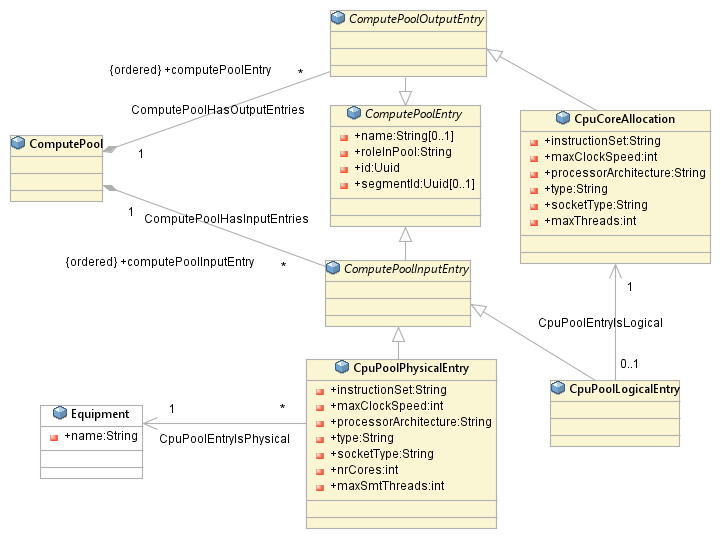 ComputePoolOutputEntry
{ordered} +computePoolEntry
*
ComputePoolHasOutputEntries
1
ComputePool
ComputePoolEntry
+name:String[0..1]
+roleInPool:String
+id:Uuid
+segmentId:Uuid[0..1]
CpuCoreAllocation
+instructionSet:String
+maxClockSpeed:int
+processorArchitecture:String
+type:String
+socketType:String
+maxThreads:int
1
ComputePoolHasInputEntries
{ordered} +computePoolInputEntry
*
ComputePoolInputEntry
1
CpuPoolEntryIsLogical
0..1
CpuPoolPhysicalEntry
+instructionSet:String
+maxClockSpeed:int
+processorArchitecture:String
+type:String
+socketType:String
+nrCores:int
+maxSmtThreads:int
CpuPoolLogicalEntry
Equipment
+name:String
1
*
CpuPoolEntryIsPhysical